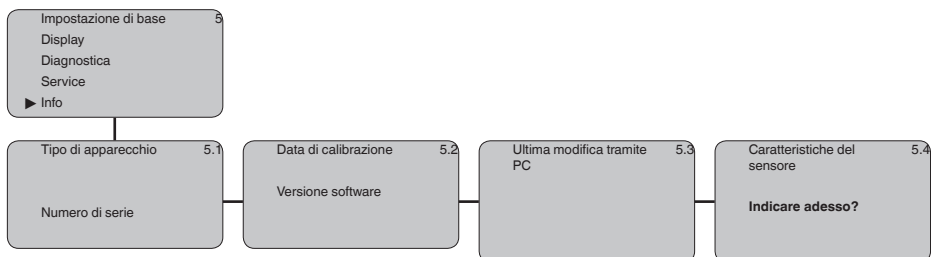 Impostazione di base 5
Display
Diagnostica
Service
▶ Info
Tipo di apparecchio 5.1
Numero di serie
Data di calibrazione 5.2
Versione software
Ultima modifica tramite 5.3
PC
Caratteristiche del 5.4
sensore
Indicare adesso?